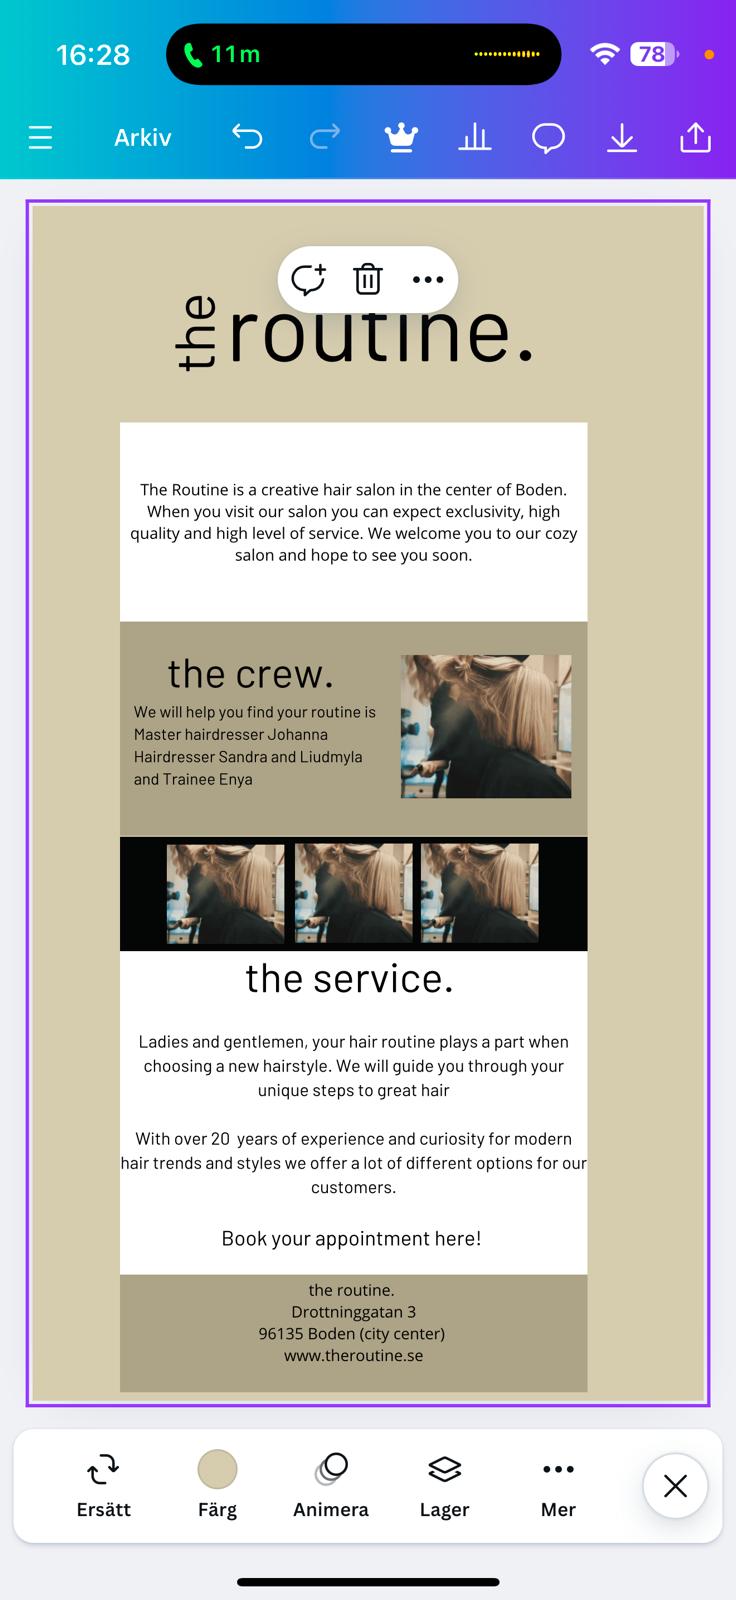 16:28
11m
78
Arkiv
the routine.
The Routine is a creative hair salon in the center of Boden.
When you visit our salon you can expect exclusivity, high
quality and high level of service. We welcome you to our cozy
salon and hope to see you soon.
the crew.
We will help you find your routine is
Master hairdresser Johanna
Hairdresser Sandra and Liudmyla
and Trainee Enya
the service.
Ladies and gentlemen, your hair routine plays a part when
choosing a new hairstyle. We will guide you through your
unique steps to great hair
With over 20  years of experience and curiosity for modern
hair trends and styles we offer a lot of different options for our
customers.
Book your appointment here!
the routine.
Drottninggatan 3
96135 Boden (city center)
www.theroutine.se
Ersätt
Färg
Animera
Lager
Mer